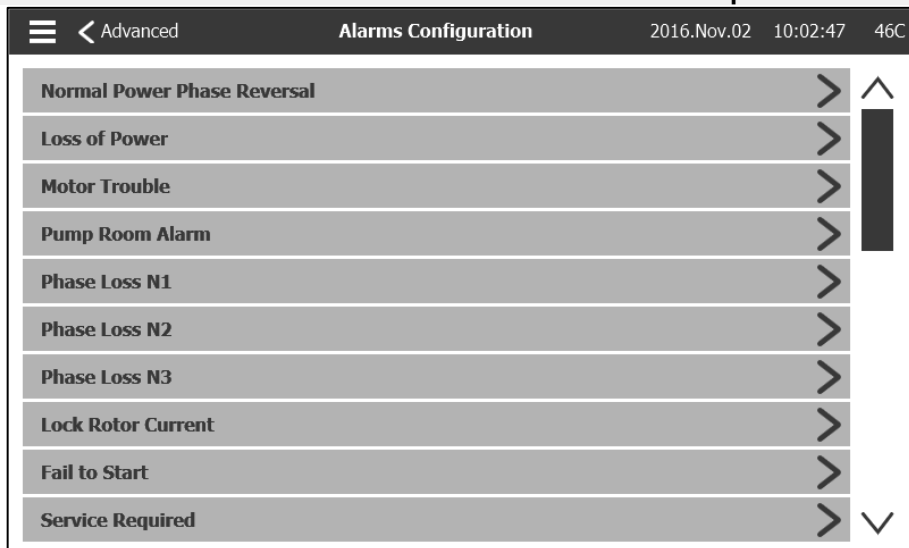 Advanced Alarms Configuration 2016.Nov.02 10:02:47 46C
Normal Power Phase Reversal
Loss of Power
Motor Trouble
Pump Room Alarm
Phase Loss N1
Phase Loss N2
Phase Loss N3
Lock Rotor Current
Fail to Start
Service Required